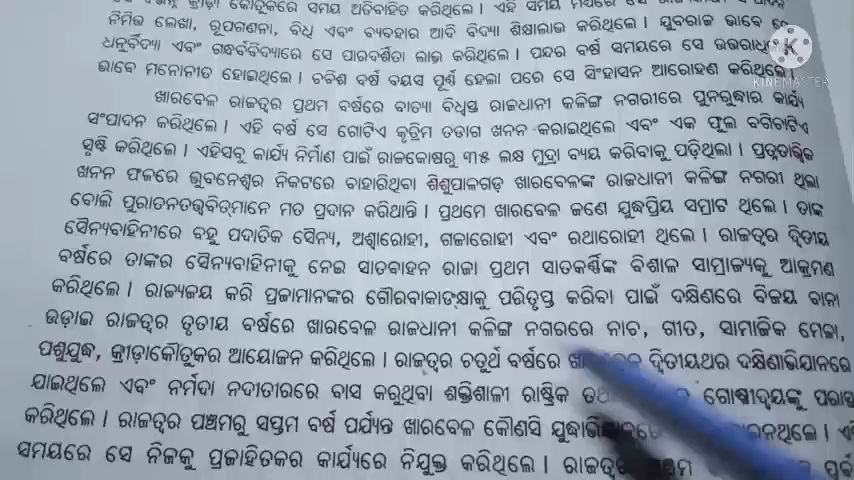 କ୍ରୀଡ଼ା କୌତୁକରେ ସମୟ ଅତିବାହିତ କରିଥିଲେ । ଏହି ସମୟ
ନିମିତ୍ତ ଲେଖା, ରୂପଗଣନା, ବିଧି ଏବଂ ବ୍ୟବହାର ଆଦି ବିଦ୍ୟା ଶିକ୍ଷାଲାଭ କରିଥିଲେ । ଯୁବରାଜ ଭାବେ ସେ
ଧନୁର୍ବିଦ୍ୟା ଏବଂ ଗନ୍ଧର୍ବବିଦ୍ୟାରେ ସେ ପାରଦର୍ଶିତା ଲାଭ କରିଥିଲେ । ପନ୍ଦର ବର୍ଷ ସମୟରେ ସେ
ଭାବେ ମନୋନୀତ ହୋଇଥିଲେ । ଚବିଶ ବର୍ଷ ବୟସ ପୂର୍ଣ୍ଣ ହେଲା ପରେ ସେ ସିଂହାସନ ଆରୋହଣ କରିଥିଲେ ।
KINEMASTER
ଖାରବେଳ ରାଜତ୍ୱର ପ୍ରଥମ ବର୍ଷରେ ବାତ୍ୟା ବିଧ୍ୱସ୍ତ ରାଜଧାନୀ କଳିଙ୍ଗ ନଗରୀରେ ପୁନରୁଦ୍ଧାର କାର୍ଯ୍ୟ
ସଂପାଦନ କରିଥିଲେ । ଏହି ବର୍ଷ ସେ ଗୋଟିଏ କୃତ୍ରିମ ତଡାଗ ଖନନ କରାଇଥିଲେ ଏବଂ ଏକ ଫୁଲ ବଗିଚାଟିଏ
ସୃଷ୍ଟି କରିଥିଲେ । ଏହିସବୁ କାର୍ଯ୍ୟ ନିର୍ମାଣ ପାଇଁ ରାଜକୋଷରୁ ୩୫ ଲକ୍ଷ ମୁଦ୍ରା ବ୍ୟୟ କରିବାକୁ ପଡ଼ିଥିଲା । ପ୍ରତ୍ନତାତ୍ତ୍ୱିକ
ଖନନ ଫଳରେ ଭୁବନେଶ୍ୱର ନିକଟରେ ବାହାରିଥିବା ଶିଶୁପାଳଗଡ଼ ଖାରବେଳଙ୍କ ରାଜଧାନୀ କଳିଙ୍ଗ ନଗରୀ ଥିଲା
ବୋଲି ପୁରାତନତତ୍ତ୍ୱବିତ୍‌ମାନେ ମତ ପ୍ରଦାନ କରିଥାନ୍ତି । ପ୍ରଥମେ ଖାରବେଳ ଜଣେ ଯୁଦ୍ଧପ୍ରିୟ ସମ୍ରାଟ ଥିଲେ । ତାଙ୍କ
ସୈନ୍ୟବାହିନୀରେ ବହୁ ପଦାତିକ ସୈନ୍ୟ, ଅଶ୍ୱାରୋହୀ, ଗଜାରୋହୀ ଏବଂ ରଥାରୋହୀ ଥିଲେ । ରାଜତ୍ୱର ଦ୍ୱିତୀୟ
ବର୍ଷରେ ତାଙ୍କର ସୈନ୍ୟବାହିନୀକୁ ନେଇ ସାତବାହନ ରାଜା ପ୍ରଥମ ସାତକର୍ଣ୍ଣିଙ୍କ ବିଶାଳ ସାମ୍ରାଜ୍ୟକୁ ଆକ୍ରମଣ
କରିଥିଲେ । ରାଜ୍ୟଜୟ କରି ପ୍ରଜାମାନଙ୍କର ଗୌରବାକାଙ୍କ୍ଷାକୁ ପରିତୃପ୍ତ କରିବା ପାଇଁ ଦକ୍ଷିଣରେ ବିଜୟ ବାନା
ଉଡ଼ାଇ ରାଜତ୍ୱର ତୃତୀୟ ବର୍ଷରେ ଖାରବେଳ ରାଜଧାନୀ କଳିଙ୍ଗ ନଗରରେ ନାଚ, ଗୀତ, ସାମାଜିକ ମେଳା,
ପଶୁଯୁଦ୍ଧ, କ୍ରୀଡ଼ାକୌତୁକର ଆୟୋଜନ କରିଥିଲେ । ରାଜତ୍ୱର ଚତୁର୍ଥ ବର୍ଷରେ ଦ୍ୱିତୀୟଥର ଦକ୍ଷିଣାଭିଯାନରେ
ଯାଇଥିଲେ ଏବଂ ନର୍ମଦା ନଦୀତୀରରେ ବାସ କରୁଥିବା ଶକ୍ତିଶାଳୀ ରାଷ୍ଟ୍ରିକ ଗୋଷ୍ଠୀଦ୍ୱୟଙ୍କୁ
କରିଥିଲେ । ରାଜତ୍ୱର ପଞ୍ଚମରୁ ସପ୍ତମ ବର୍ଷ ପର୍ଯ୍ୟନ୍ତ ଖାରବେଳ କୌଣସି
ସମୟରେ ସେ ନିଜକୁ ପ୍ରଜାହିତକର କାର୍ଯ୍ୟରେ ନିଯୁକ୍ତ କରିଥିଲେ ।